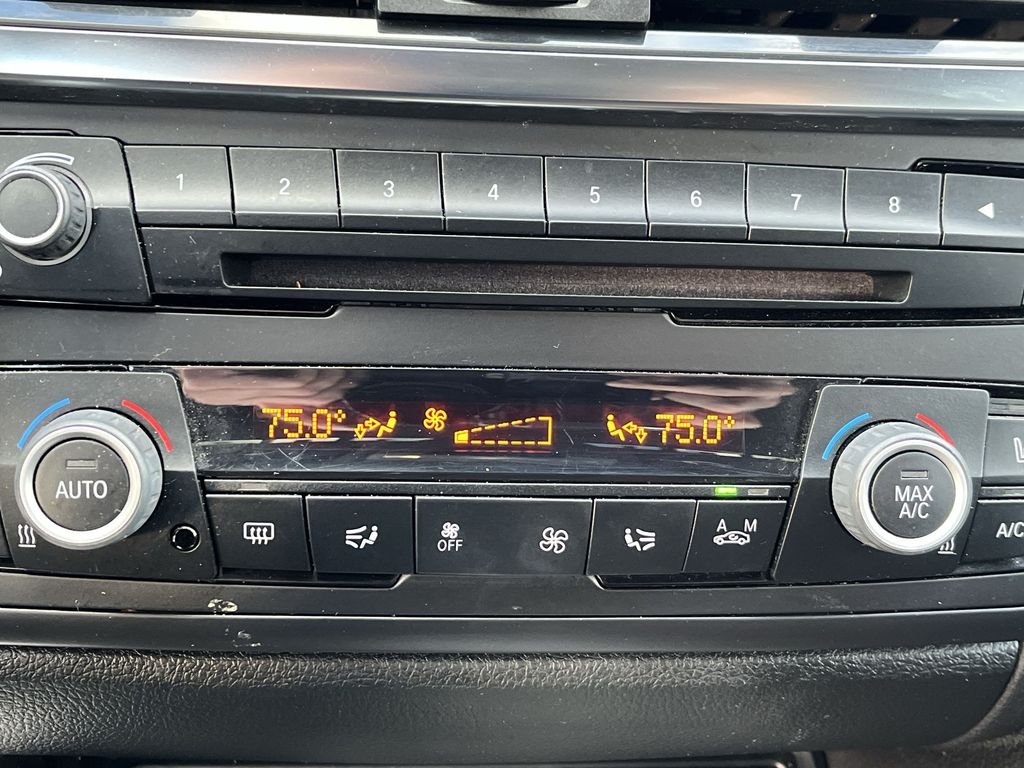 1 2 3 4 5 6 7 8
75.0° 75.0°
AUTO
OFF
A M
MAX
A/C
A/C